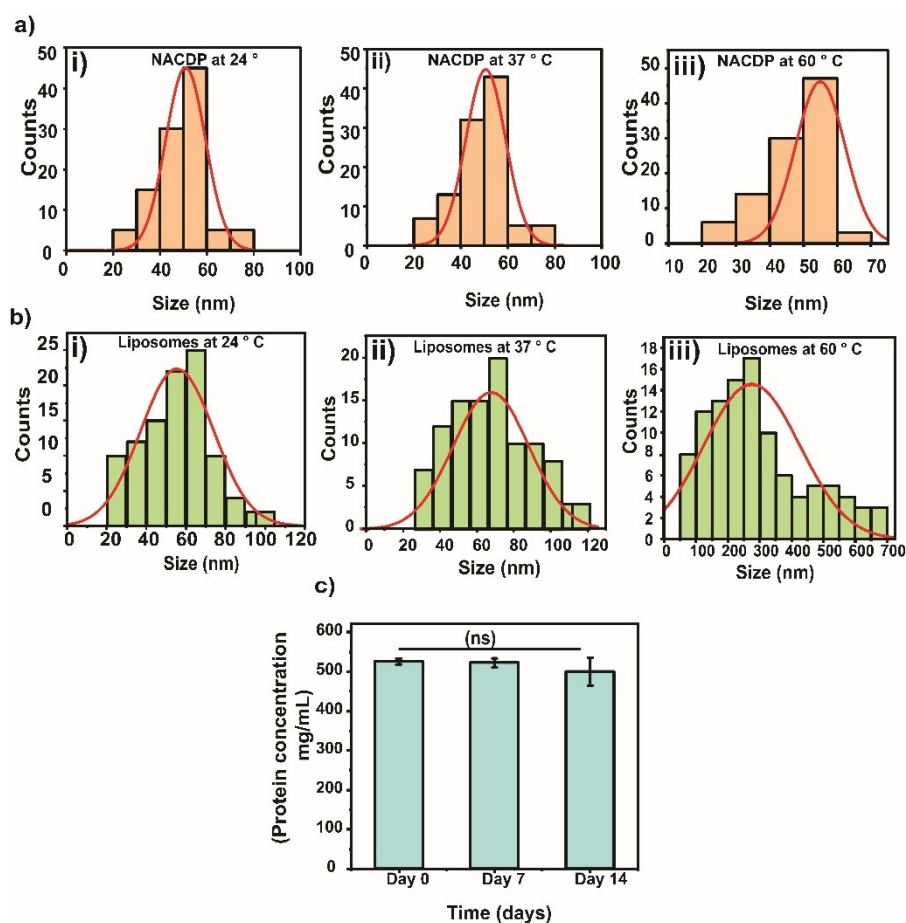 a)
i)
NACDP at 24 °
50
40
30
20
10
0
Counts
0 20 40 60 80 100
Size (nm)
ii)
NACDP at 37 ° C
50
40
30
20
10
0
Counts
0 20 40 60 80 100
Size (nm)
iii)
NACDP at 60 ° C
50
40
30
20
10
0
Counts
10 20 30 40 50 60 70
Size (nm)
b)
i)
Liposomes at 24 ° C
25
20
15
10
5
0
Counts
0 20 40 60 80 100 120
Size (nm)
ii)
Liposomes at 37 ° C
20
15
10
5
0
Counts
0 20 40 60 80 100 120
Size (nm)
iii)
Liposomes at 60 ° C
18
16
14
12
10
8
6
4
2
0
Counts
0 100 200 300 400 500 600 700
Size (nm)
c)
600
500
400
300
200
100
0
(Protein concentration
mg/mL)
(ns)
Day 0 Day 7 Day 14
Time (days)